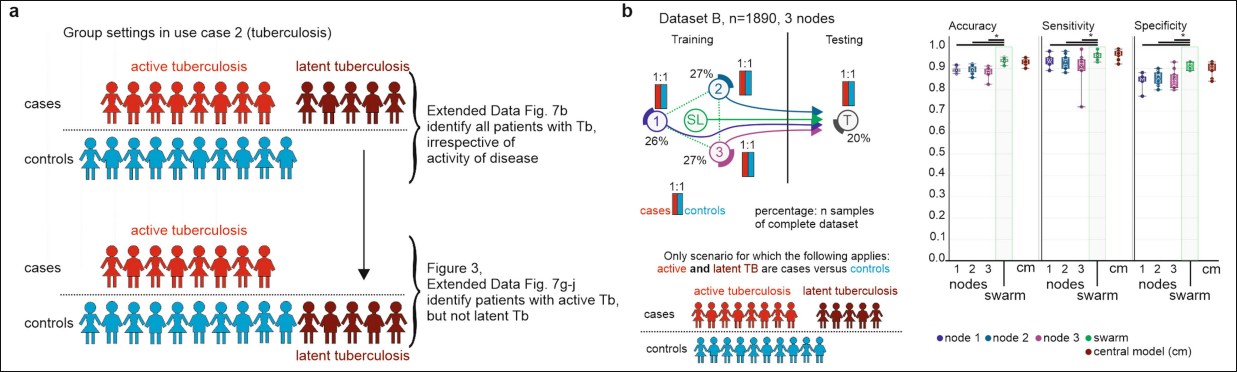 a
Group settings in use case 2 (tuberculosis)
active tuberculosis
latent tuberculosis
cases
controls
Extended Data Fig. 7b
identify all patients with Tb,
irrespective of
activity of disease
active tuberculosis
cases
controls
latent tuberculosis
Figure 3,
Extended Data Fig. 7g-j
identify patients with active Tb,
but not latent Tb
b
Dataset B, n=1890, 3 nodes
Training
Testing
1:1
1
26%
27%
2
1:1
SL
27%
3
1:1
1:1
T
20%
1:1
cases
controls
percentage: n samples
of complete dataset
Only scenario for which the following applies:
active and latent TB are cases versus controls
active tuberculosis
latent tuberculosis
cases
controls
Accuracy
Sensitivity
Specificity
*
*
*
1.0
0.9
0.8
0.7
0.6
0.5
0.4
0.3
0.2
0.1
0.0
1 2 3
nodes
swarm
cm
1 2 3
nodes
swarm
cm
1 2 3
nodes
swarm
cm
node 1
node 2
node 3
swarm
central model (cm)